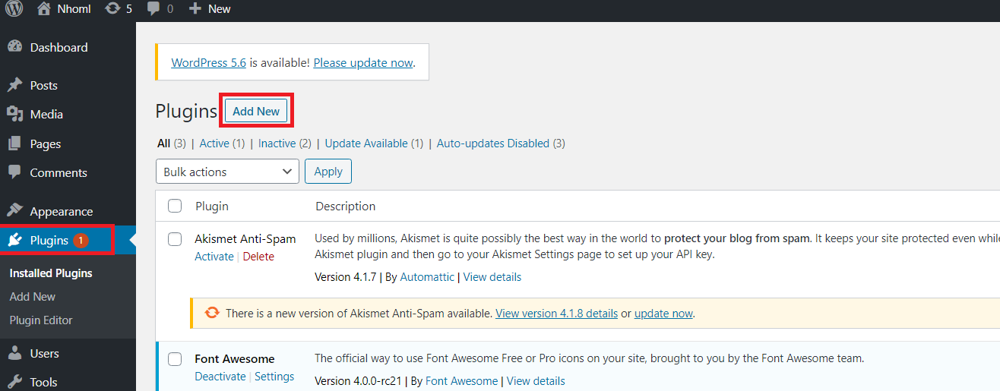 Nhoml 5 0 New
Dashboard
Posts
Media
Pages
Comments
Appearance
Plugins 1
Installed Plugins
Add New
Plugin Editor
Users
Tools
WordPress 5.6 is available! Please update now.
Plugins Add New
All (3) | Active (1) | Inactive (2) | Update Available (1) | Auto-updates Disabled (3)
Bulk actions Apply
Plugin Description
Akismet Anti-Spam Used by millions, Akismet is quite possibly the best way in the world to protect your blog from spam. It keeps your site protected even while
Activate | Delete Akismet plugin and then go to your Akismet Settings page to set up your API key.
Version 4.1.7 | By Automattic | View details
There is a new version of Akismet Anti-Spam available. View version 4.1.8 details or update now.
Font Awesome The official way to use Font Awesome Free or Pro icons on your site, brought to you by the Font Awesome team.
Deactivate | Settings
Version 4.0.0-rc21 | By Font Awesome | View details